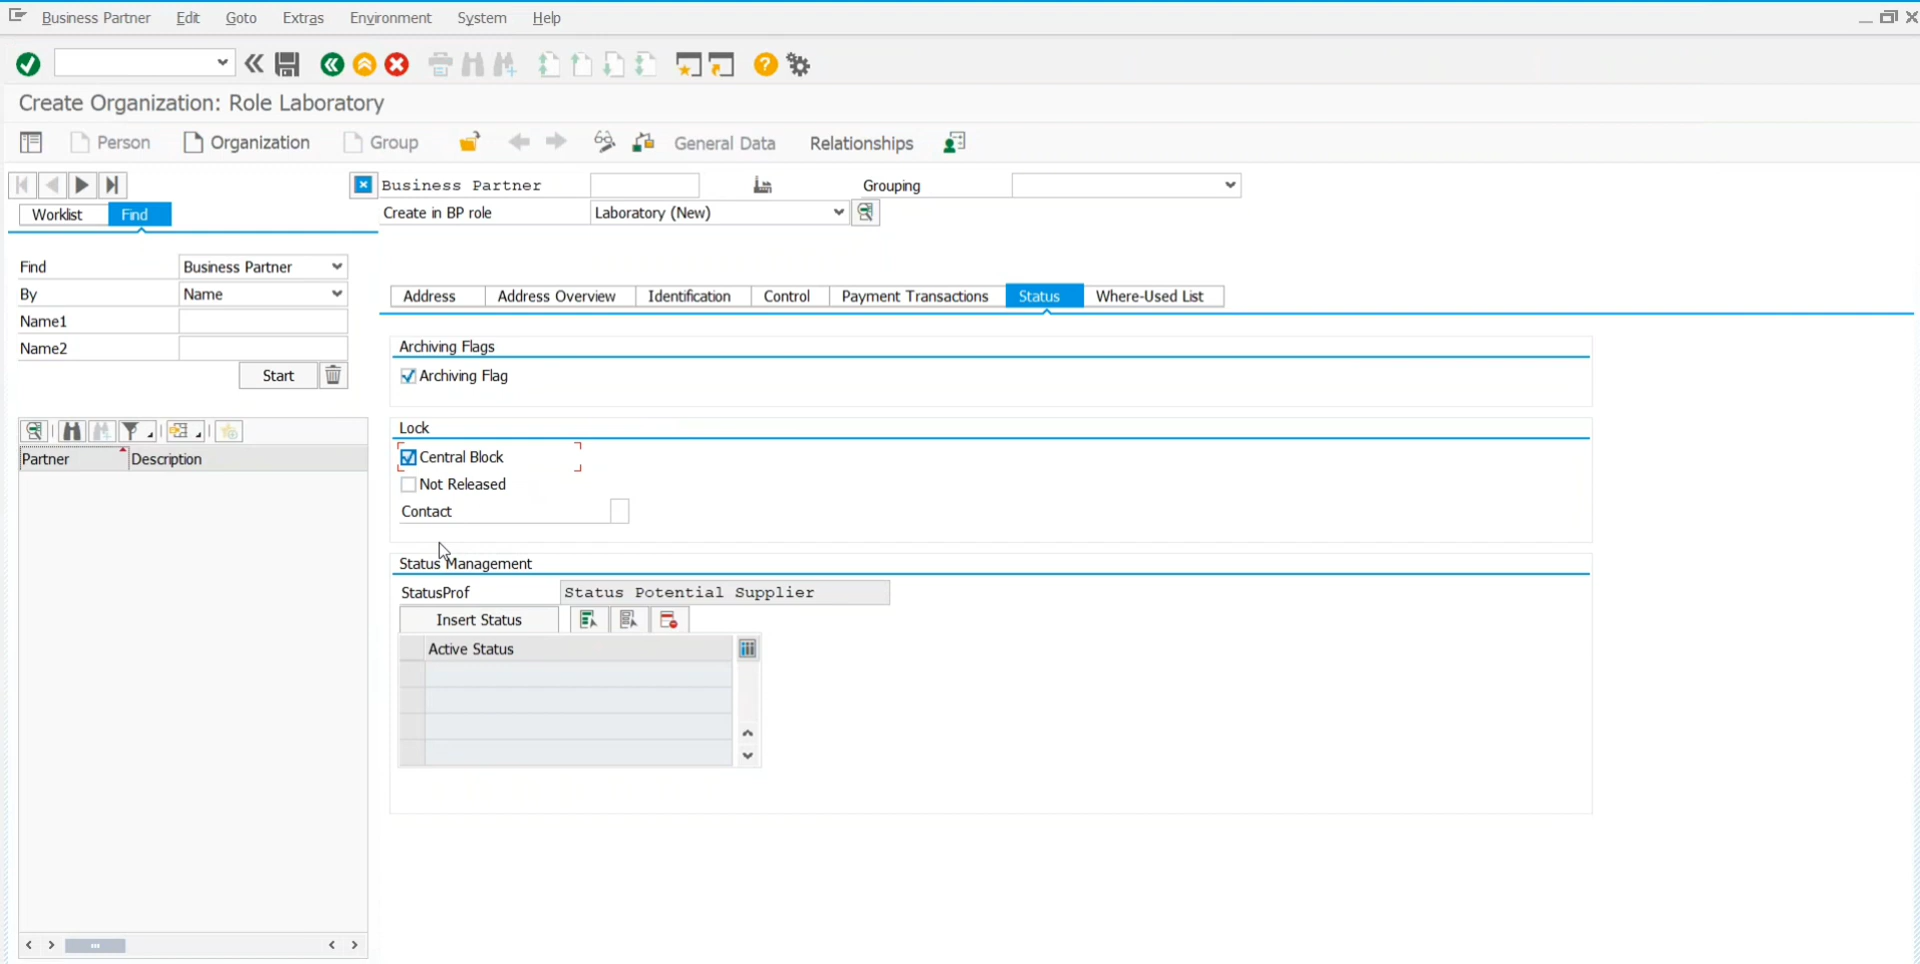 Business Partner Edit Goto Extras Environment System Help
Create Organization: Role Laboratory
Person Organization Group General Data Relationships
Business Partner Grouping
Worklist Find
Create in BP role Laboratory (New)
Find Business Partner
By Name
Name1
Name2
Start
Partner Description
Address Address Overview Identification Control Payment Transactions Status Where-Used List
Archiving Flags
Archiving Flag
Lock
Central Block
Not Released
Contact
Status Management
StatusProf Status Potential Supplier
Insert Status
Active Status